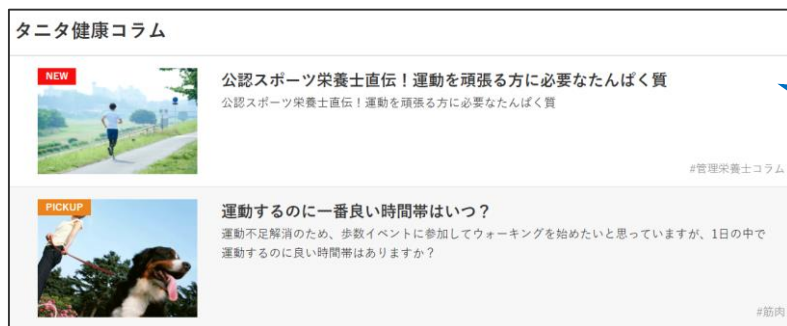 タニタ健康コラム
NEW
公認スポーツ栄養士直伝！運動を頑張る方に必要なたんぱく質
公認スポーツ栄養士直伝！運動を頑張る方に必要なたんぱく質
#管理栄養士コラム
PICKUP
運動するのに一番良い時間帯はいつ？
運動不足解消のため、歩数イベントに参加してウォーキングを始めたいと思っていますが、1日の中で
運動するのに良い時間帯はありますか？
#筋肉